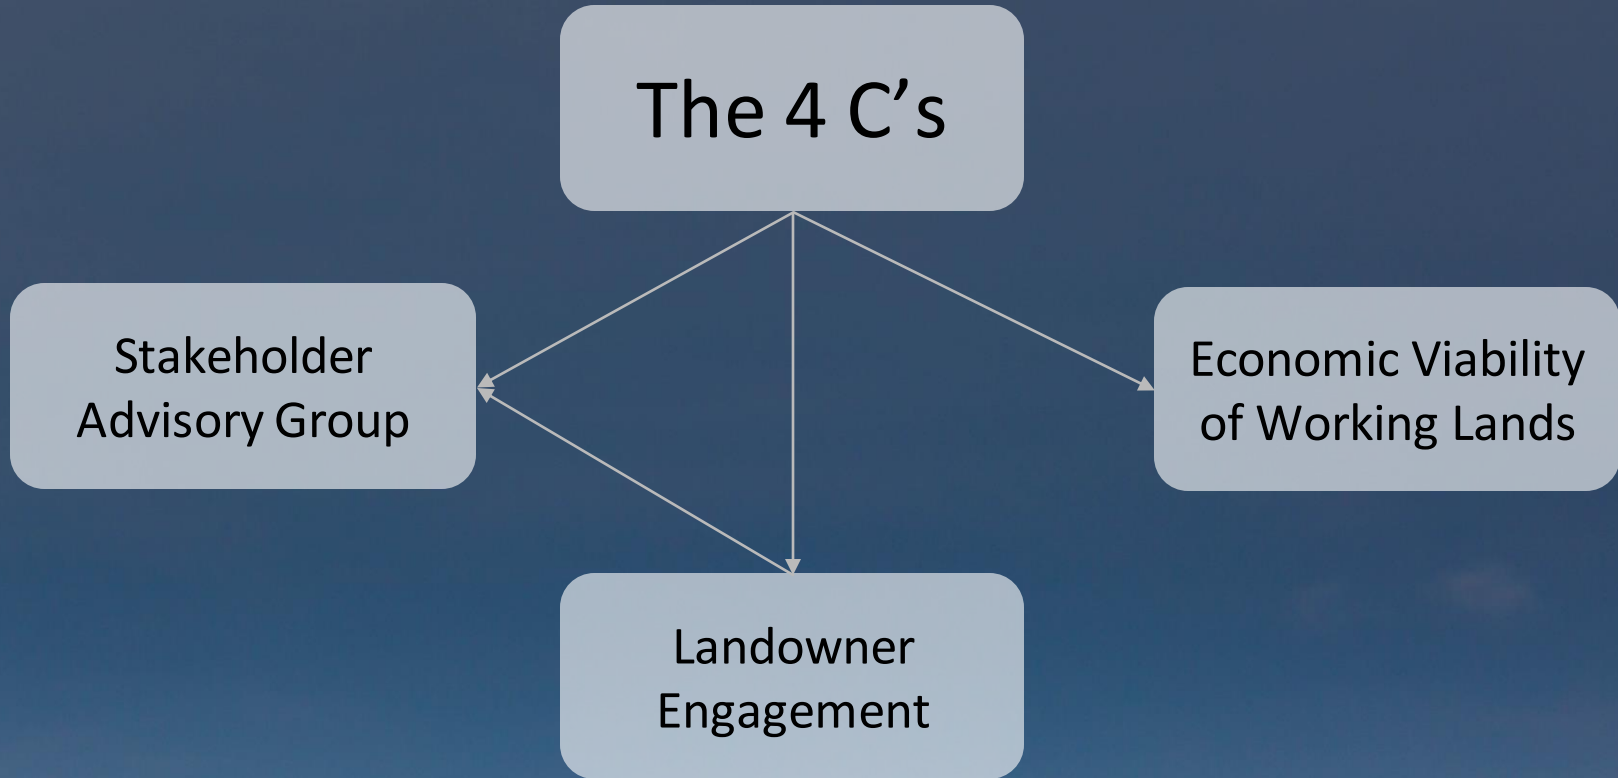 The 4 C’s
Stakeholder
Advisory Group
Economic Viability
of Working Lands
Landowner
Engagement